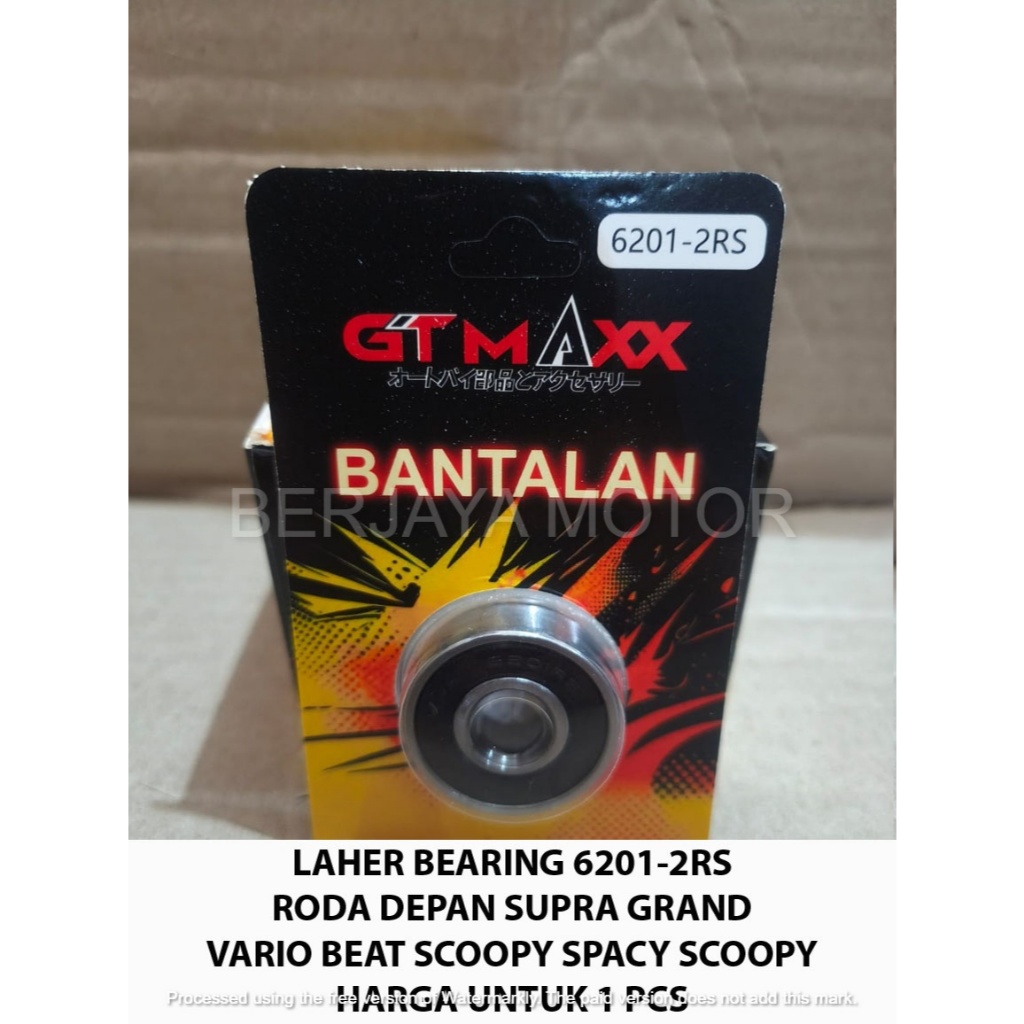 6201-2RS
GTMAXX
オートバイ部品とアクセサリー
BANTALAN
BERJAYA MOTOR
LAHER BEARING 6201-2RS
RODA DEPAN SUPRA GRAND
VARIO BEAT SCOOPY SPACY SCOOPY
HARGA UNTUK 1 PCS
Processed using the free version of Watermarkly. The paid version does not add this mark.